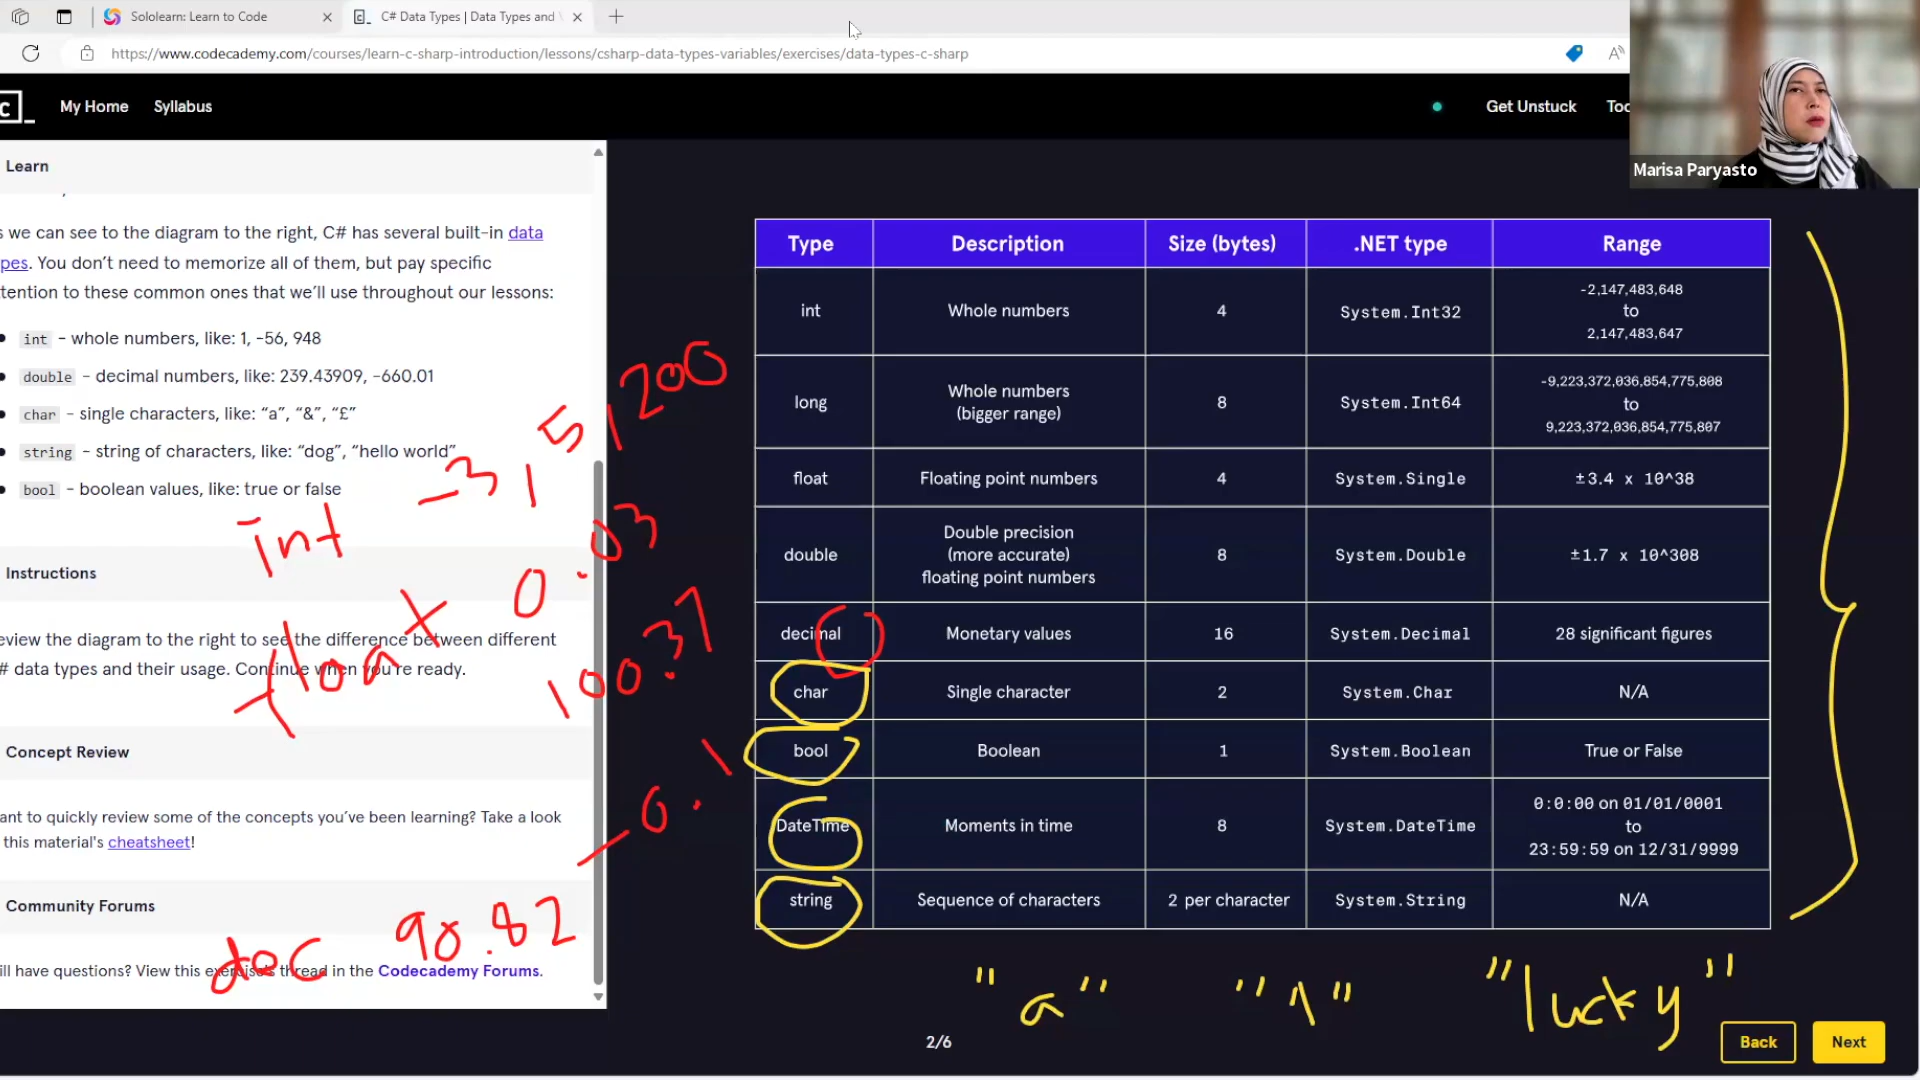 Sololearn: Learn to Code
C# Data Types | Data Types and
https://www.codecademy.com/courses/learn-c-sharp-introduction/lessons/csharp-data-types-variables/exercises/data-types-c-sharp
My Home Syllabus
Get Unstuck
Marisa Paryasto
Learn
we can see to the diagram to the right, C# has several built-in data
pes. You don't need to memorize all of them, but pay specific
tention to these common ones that we'll use throughout our lessons:
int – whole numbers, like: 1, -56, 948
double – decimal numbers, like: 239.43909, -660.01
char – single characters, like: “a”, “&”, “£”
string – string of characters, like: “dog”, “hello world”
bool – boolean values, like: true or false
int -3, 5, 200
Instructions
float 0.03
eview the diagram to the right to see the difference between different
# data types and their usage. Continue when you're ready.
100.37
-0.1
Concept Review
ant to quickly review some of the concepts you've been learning? Take a look
this material's cheatsheet!
Community Forums
dec 90.82
ill have questions? View this exercise's thread in the Codecademy Forums.
Type Description Size (bytes) .NET type Range
int Whole numbers 4 System.Int32 -2,147,483,648
to
2,147,483,647
long Whole numbers
(bigger range) 8 System.Int64 -9,223,372,036,854,775,808
to
9,223,372,036,854,775,807
float Floating point numbers 4 System.Single ±3.4 x 10^38
double Double precision
(more accurate)
floating point numbers 8 System.Double ±1.7 x 10^308
decimal Monetary values 16 System.Decimal 28 significant figures
char Single character 2 System.Char N/A
bool Boolean 1 System.Boolean True or False
DateTime Moments in time 8 System.DateTime 0:0:00 on 01/01/0001
to
23:59:59 on 12/31/9999
string Sequence of characters 2 per character System.String N/A
"a" "1" "lucky"
2/6
Back Next